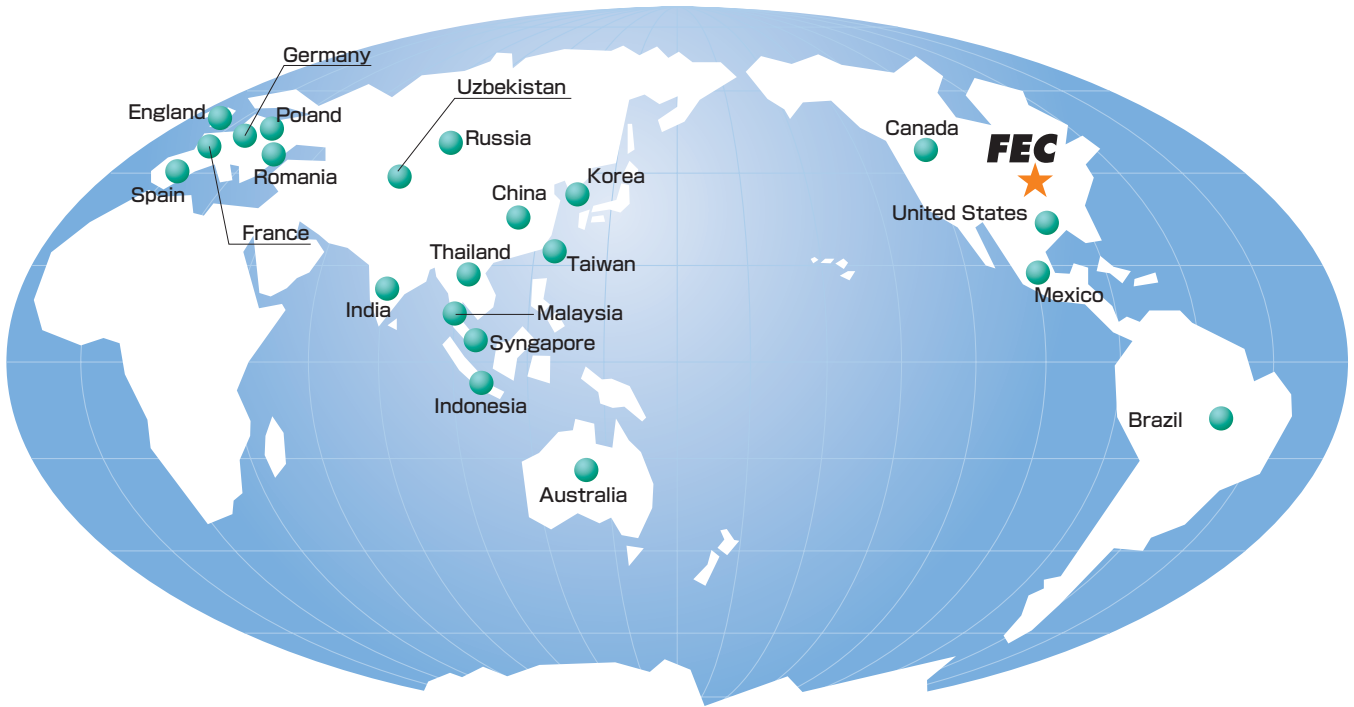 Germany
Uzbekistan
England
Poland
Russia
Canada
FEC
Spain
Romania
Korea
China
France
United States
Thailand
Taiwan
India
Malaysia
Mexico
Syngapore
Indonesia
Brazil
Australia